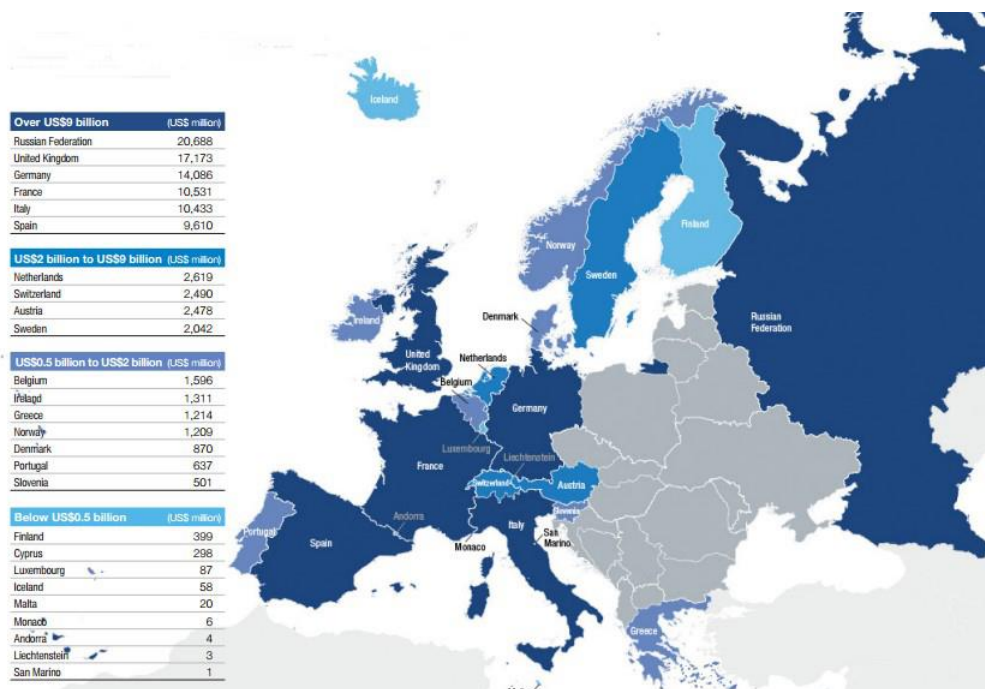 Over US$9 billion (US$ million)
Russian Federation 20,688
United Kingdom 17,173
Germany 14,086
France 10,531
Italy 10,433
Spain 9,610
US$2 billion to US$9 billion (US$ million)
Netherlands 2,619
Switzerland 2,490
Austria 2,478
Sweden 2,042
US$0.5 billion to US$2 billion (US$ million)
Belgium 1,596
Ireland 1,311
Greece 1,214
Norway 1,209
Denmark 870
Portugal 637
Slovenia 501
Below US$0.5 billion (US$ million)
Finland 399
Cyprus 298
Luxembourg 87
Iceland 58
Malta 20
Monaco 6
Andorra 4
Liechtenstein 3
San Marino 1
Iceland
Norway
Finland
Sweden
Russian
Federation
Denmark
Ireland
United
Kingdom
Netherlands
Belgium
Germany
Luxembourg
Liechtenstein
France
Switzerland
Austria
Slovenia
Andorra
Italy
San
Marino
Monaco
Portugal
Spain
Greece